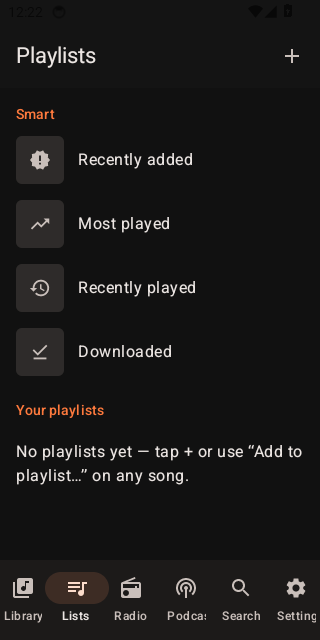 12:22
Playlists
Smart
Recently added
Most played
Recently played
Downloaded
Your playlists
No playlists yet — tap + or use “Add to
playlist…” on any song.
Library Lists Radio Podcas Search Setting